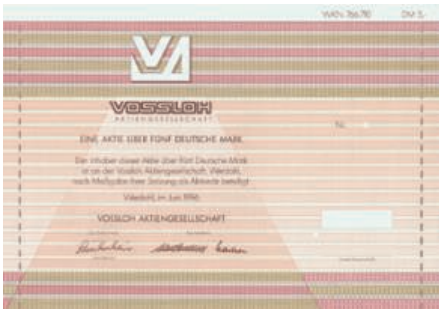 WKN 766 710 DM 5,-
VOSSLOH
AKTIENGESELLSCHAFT
Nr.
EINE AKTIE ÜBER FÜNF DEUTSCHE MARK
Der Inhaber dieser Aktie über Fünf Deutsche Mark
ist an der Vossloh Aktiengesellschaft, Werdohl,
nach Maßgabe ihrer Satzung als Aktionär beteiligt.
Werdohl, im Juni 1996
VOSSLOH AKTIENGESELLSCHAFT